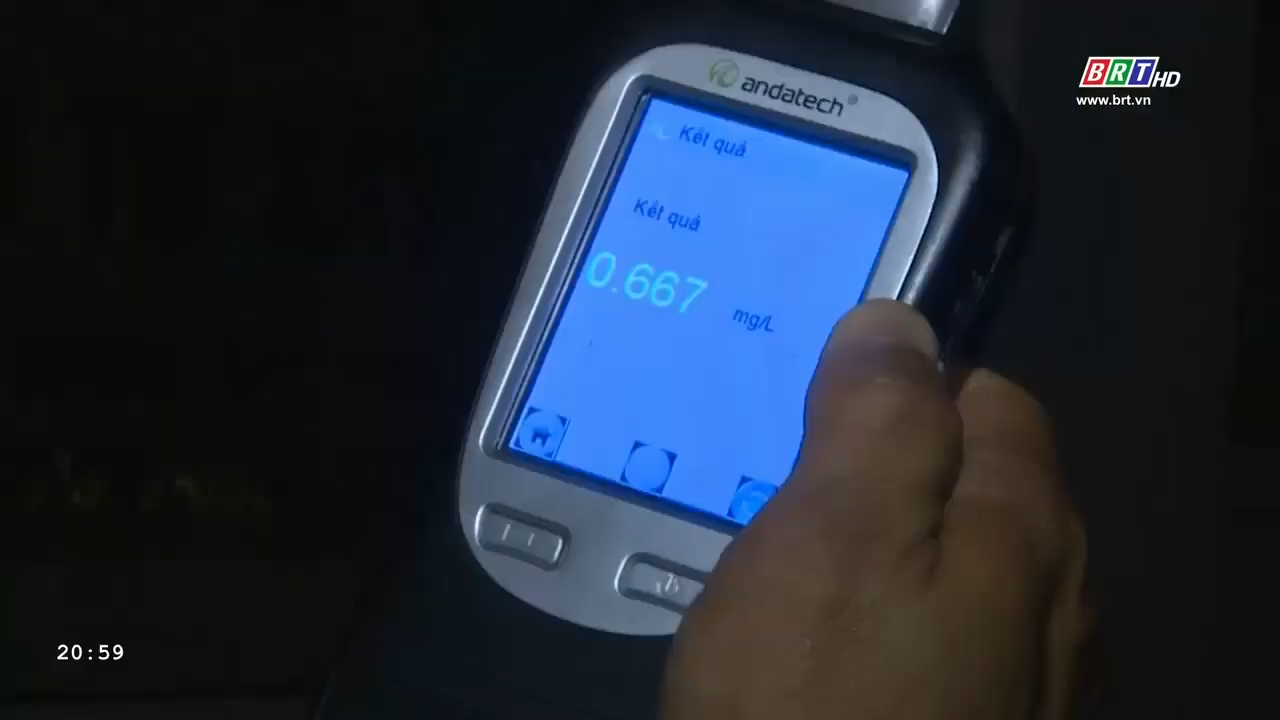 BRT HD
www.brt.vn
andatech®
Kết quả
Kết quả
0.667 mg/L
20:59